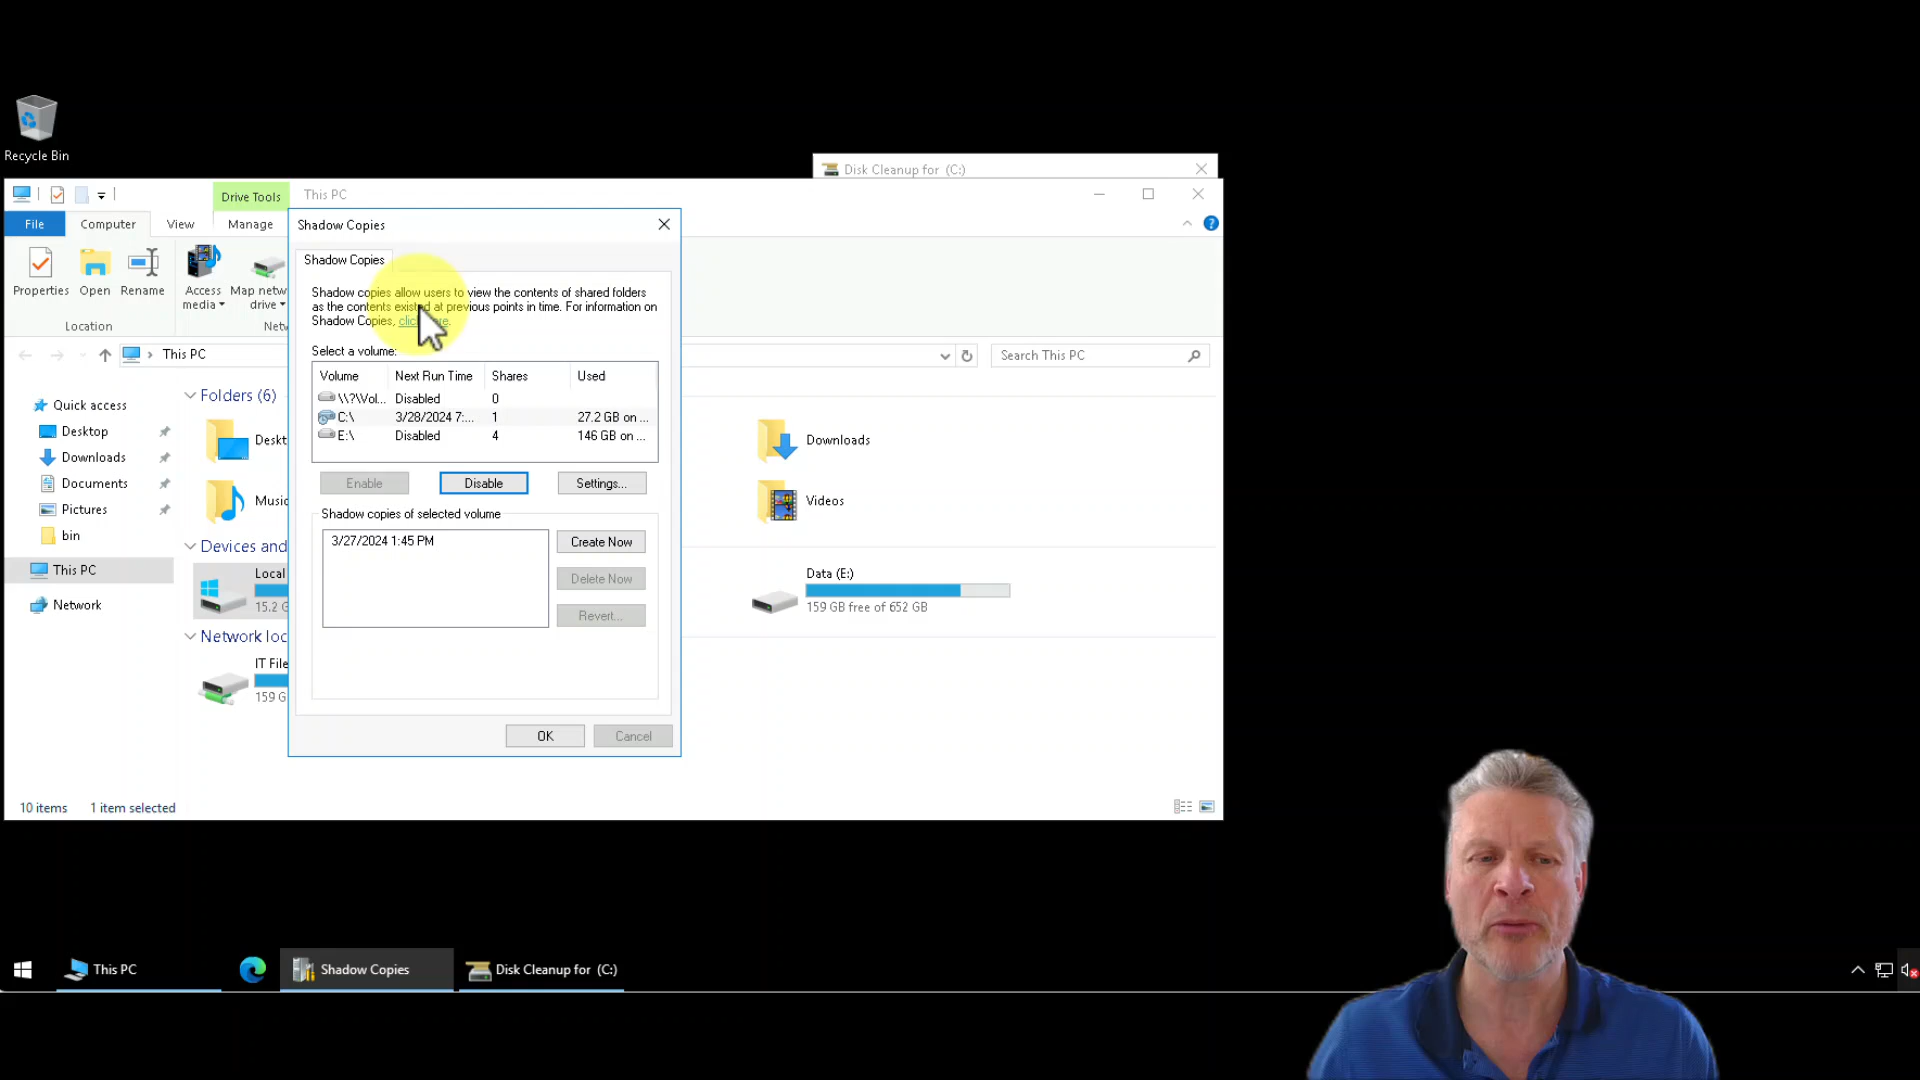 Recycle Bin
Disk Cleanup for (C:)
Drive Tools
This PC
File
Computer
View
Manage
Properties
Open
Rename
Access media
Map netw
drive
Location
Netw
Shadow Copies
Shadow Copies
Shadow copies allow users to view the contents of shared folders
as the contents existed at previous points in time. For information on
Shadow Copies,
Select a volume:
Volume Next Run Time Shares Used
\\?\Vol... Disabled 0
C:\ 3/28/2024 7:... 1 27.2 GB on ...
E:\ Disabled 4 146 GB on ...
Enable
Disable
Settings...
Shadow copies of selected volume
3/27/2024 1:45 PM
Create Now
Delete Now
Revert...
OK
Cancel
This PC
Search This PC
Quick access
Desktop
Downloads
Documents
Pictures
bin
This PC
Network
Folders (6)
Deskt
Downloads
Music
Videos
Devices and
Local
15.2 G
Data (E:)
159 GB free of 652 GB
Network loc
IT File
159 G
10 items
1 item selected
This PC
Shadow Copies
Disk Cleanup for (C:)